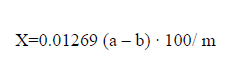 X=0.01269 (a – b) · 100/ m